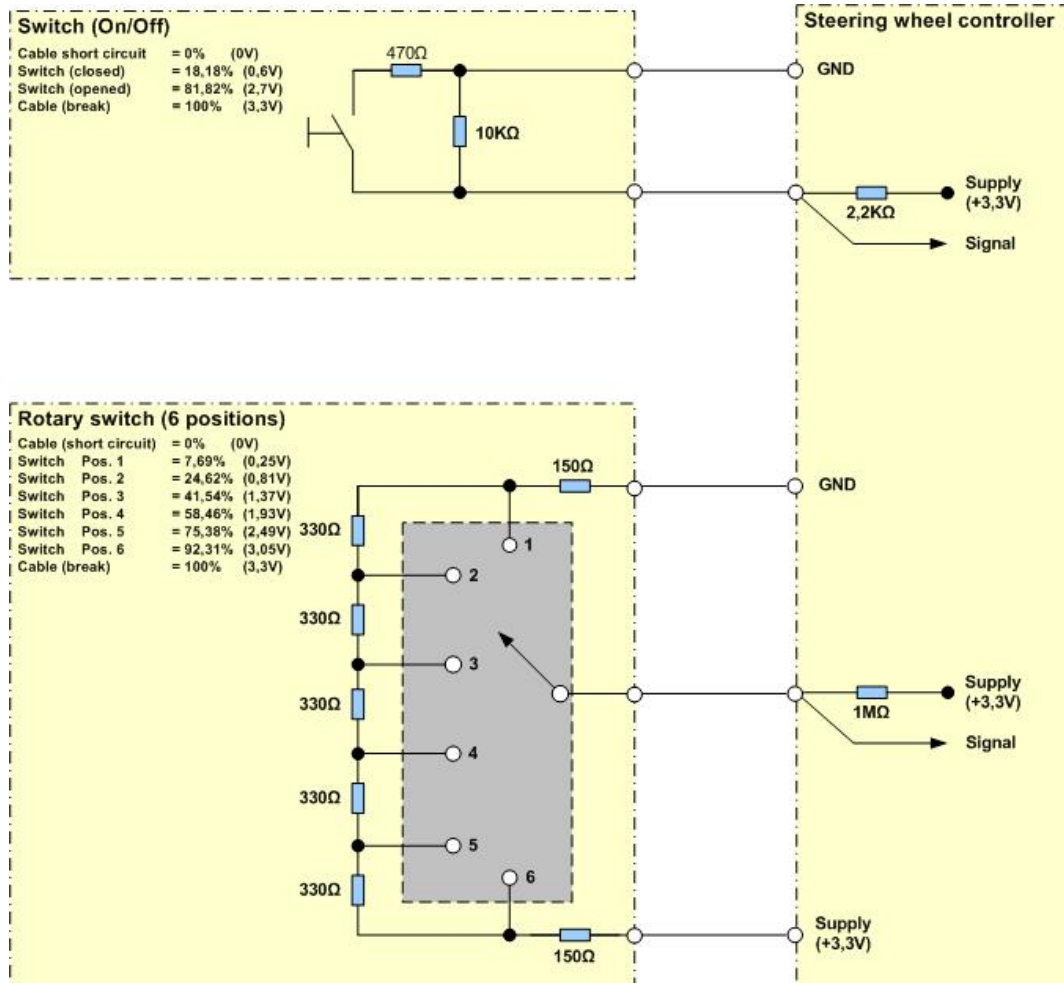 Switch (On/Off)
Cable short circuit = 0% (0V)
Switch (closed) = 18,18% (0,6V)
Switch (opened) = 81,82% (2,7V)
Cable (break) = 100% (3,3V)
470Ω
10KΩ
Steering wheel controller
GND
Supply
(+3,3V)
2,2KΩ
Signal
Rotary switch (6 positions)
Cable (short circuit) = 0% (0V)
Switch Pos. 1 = 7,69% (0,25V)
Switch Pos. 2 = 24,62% (0,81V)
Switch Pos. 3 = 41,54% (1,37V)
Switch Pos. 4 = 58,46% (1,93V)
Switch Pos. 5 = 75,38% (2,49V)
Switch Pos. 6 = 92,31% (3,05V)
Cable (break) = 100% (3,3V)
150Ω
GND
330Ω
1
2
330Ω
3
330Ω
4
330Ω
5
330Ω
6
150Ω
Supply
(+3,3V)
1MΩ
Signal
Supply
(+3,3V)